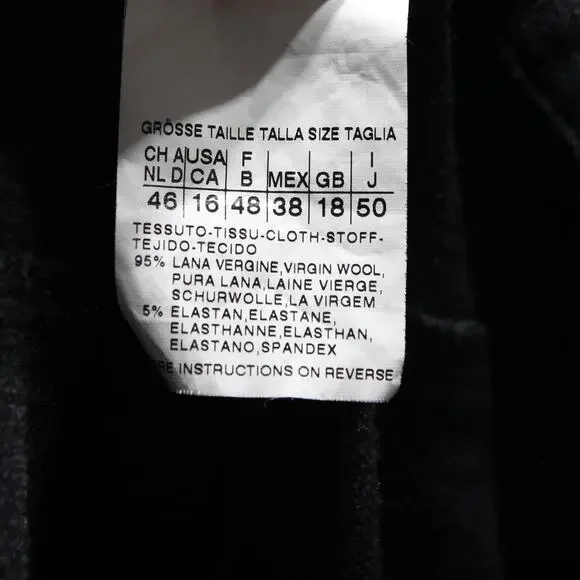 GRÖSSE TAILLE TALLA SIZE TAGLIA
CH A USA F I
NL D CA B MEX GB J
46 16 48 38 18 50
TESSUTO-TISSU-CLOTH-STOFF-
TEJIDO-TECIDO
95% LANA VERGINE,VIRGIN WOOL,
PURA LANA,LAINE VIERGE,
SCHURWOLLE,LA VIRGEM
5% ELASTAN,ELASTANE,
ELASTHANNE,ELASTHAN,
ELASTANO,SPANDEX
INSTRUCTIONS ON REVERSE